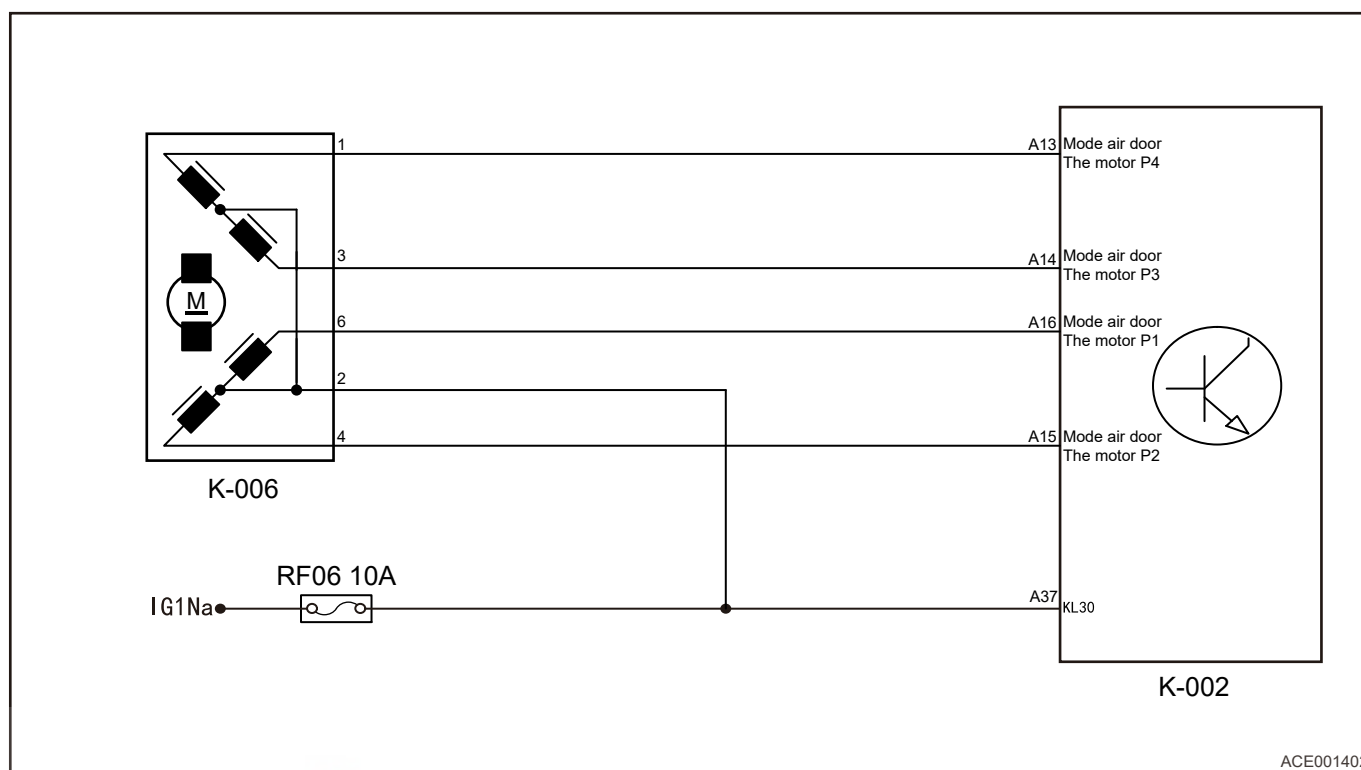 1
A13 Mode air door
The motor P4
3
A14 Mode air door
The motor P3
M
6
A16 Mode air door
The motor P1
2
4
A15 Mode air door
The motor P2
K-006
RF06 10A
IG1Na
A37 KL30
K-002